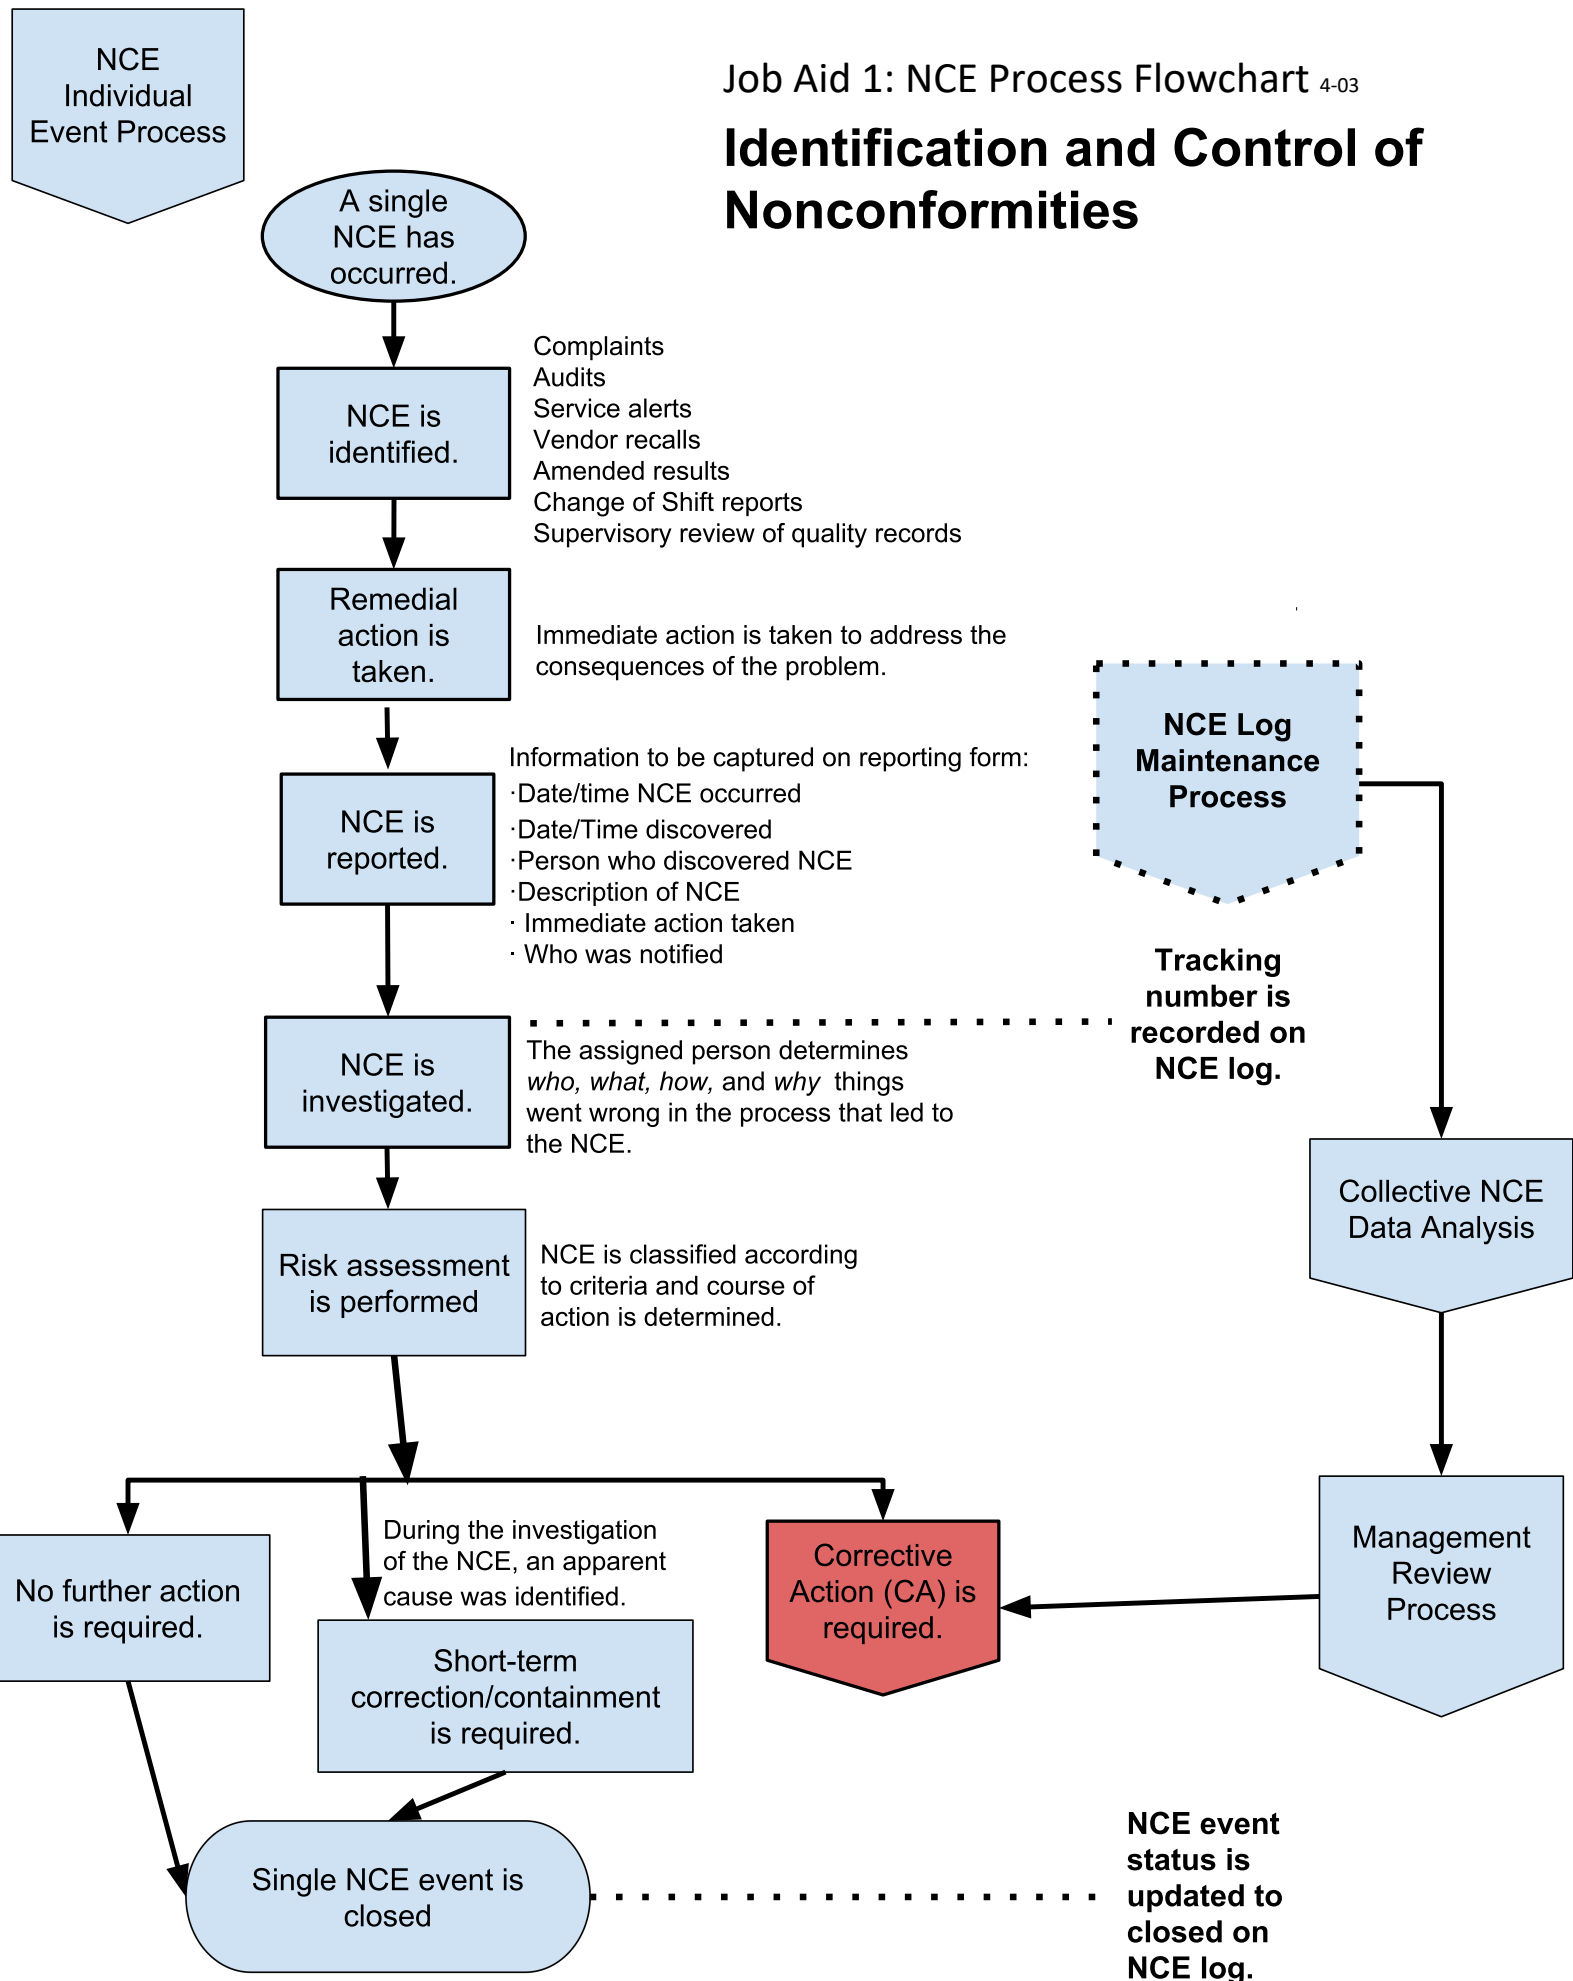 NCE
Individual
Event Process
Job Aid 1: NCE Process Flowchart 4-03
Identification and Control of
Nonconformities
A single
NCE has
occurred.
NCE is
identified.
Complaints
Audits
Service alerts
Vendor recalls
Amended results
Change of Shift reports
Supervisory review of quality records
Remedial
action is
taken.
Immediate action is taken to address the
consequences of the problem.
NCE is
reported.
Information to be captured on reporting form:
·Date/time NCE occurred
·Date/Time discovered
·Person who discovered NCE
·Description of NCE
· Immediate action taken
· Who was notified
NCE Log
Maintenance
Process
Tracking
number is
recorded on
NCE log.
NCE is
investigated.
The assigned person determines
who, what, how, and why things
went wrong in the process that led to
the NCE.
Collective NCE
Data Analysis
Risk assessment
is performed
NCE is classified according
to criteria and course of
action is determined.
No further action
is required.
During the investigation
of the NCE, an apparent
cause was identified.
Short-term
correction/containment
is required.
Corrective
Action (CA) is
required.
Management
Review
Process
Single NCE event is
closed
NCE event
status is
updated to
closed on
NCE log.